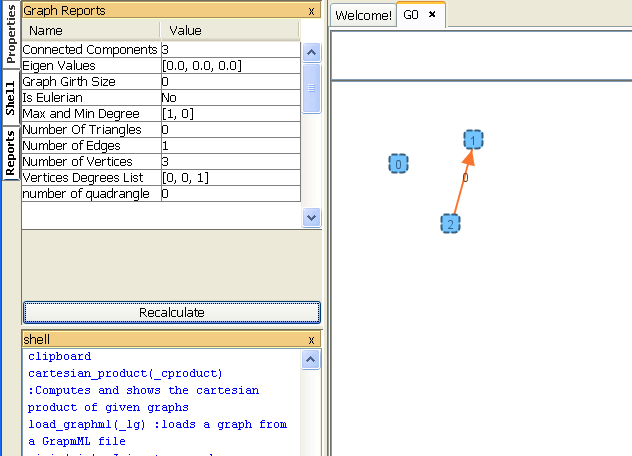 Properties
Shell
Reports
Graph Reports x
Name Value
Connected Components 3
Eigen Values [0.0, 0.0, 0.0]
Graph Girth Size 0
Is Eulerian No
Max and Min Degree [1, 0]
Number Of Triangles 0
Number of Edges 1
Number of Vertices 3
Vertices Degrees List [0, 0, 1]
number of quadrangle 0
Recalculate
shell x
clipboard
cartesian_product(_cproduct)
:Computes and shows the cartesian
product of given graphs
load_graphml(_lg) :loads a graph from
a GrapmML file
Welcome! G0 ×
1
0
0
2